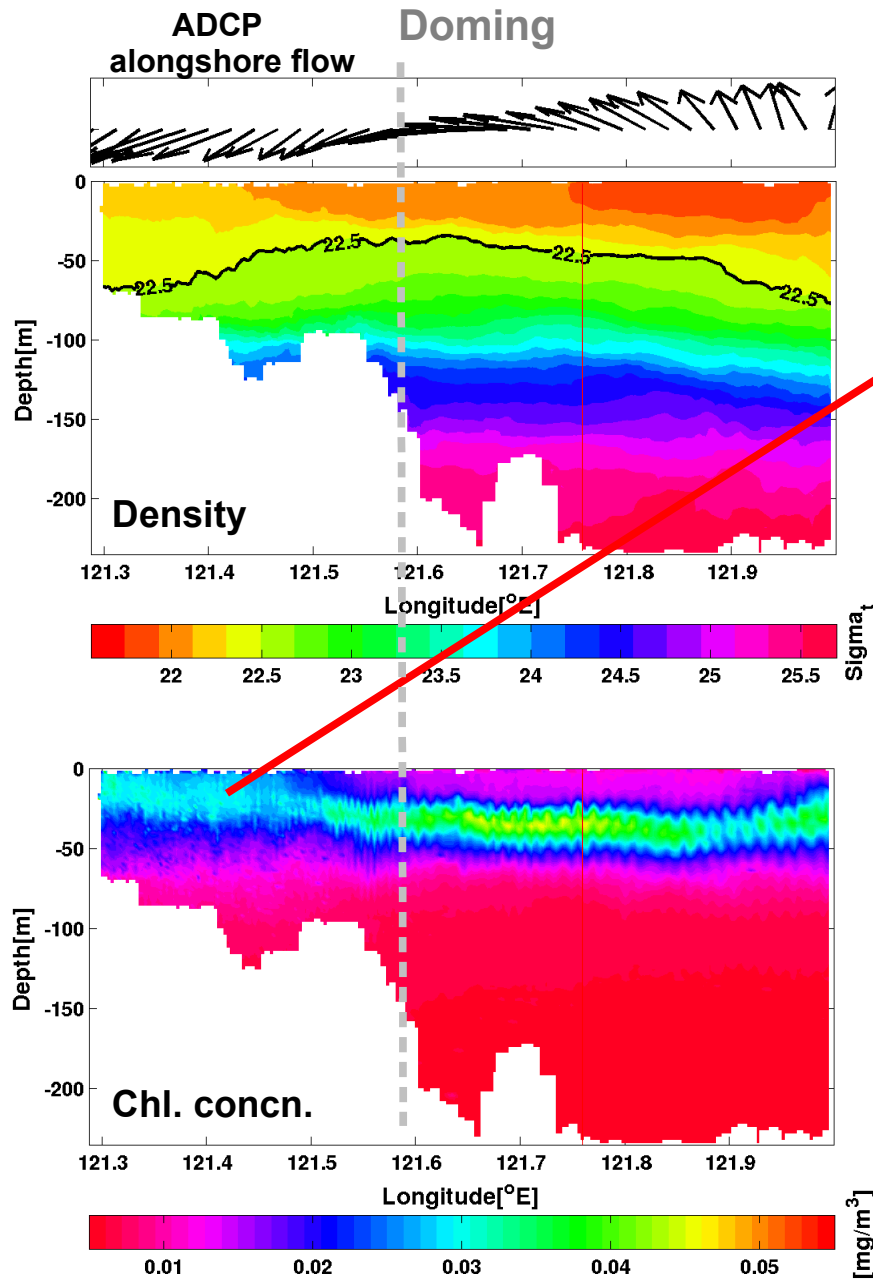 ADCP
alongshore flow
Doming
0
-50
-100
-150
-200
Depth[m]
22.5
22.5
22.5
22.5
Density
121.3 121.4 121.5 121.6 121.7 121.8 121.9
Longitude[°E]
22 22.5 23 23.5 24 24.5 25 25.5
Sigma_t
0
-50
-100
-150
-200
Depth[m]
Chl. concn.
121.3 121.4 121.5 121.6 121.7 121.8 121.9
Longitude[°E]
0.01 0.02 0.03 0.04 0.05
[mg/m³]